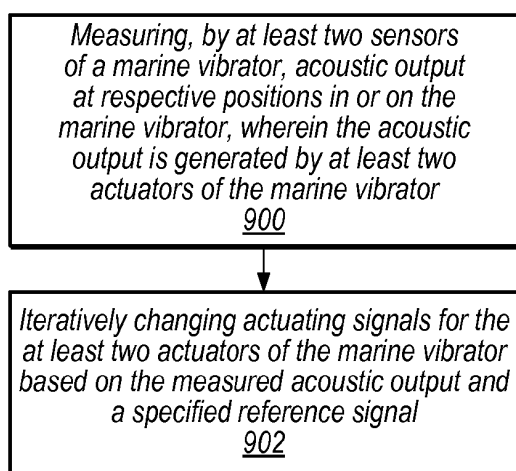 Measuring, by at least two sensors
of a marine vibrator, acoustic output
at respective positions in or on the
marine vibrator, wherein the acoustic
output is generated by at least two
actuators of the marine vibrator
900
Iteratively changing actuating signals for the
at least two actuators of the marine vibrator
based on the measured acoustic output and
a specified reference signal
902